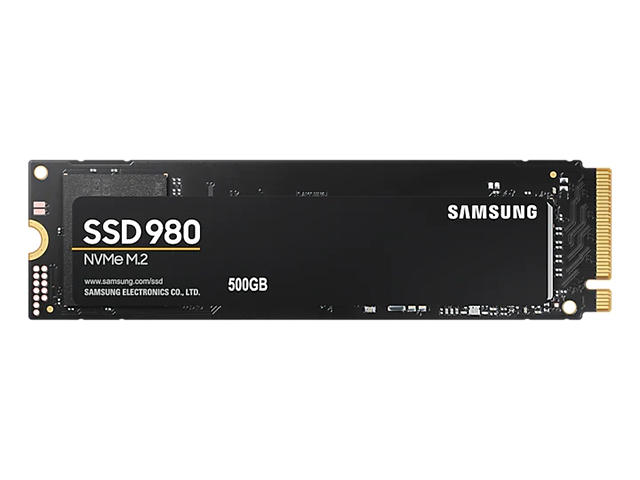 SAMSUNG
SSD 980
NVMe M.2
www.samsung.com/ssd
SAMSUNG ELECTRONICS CO., LTD.
500GB